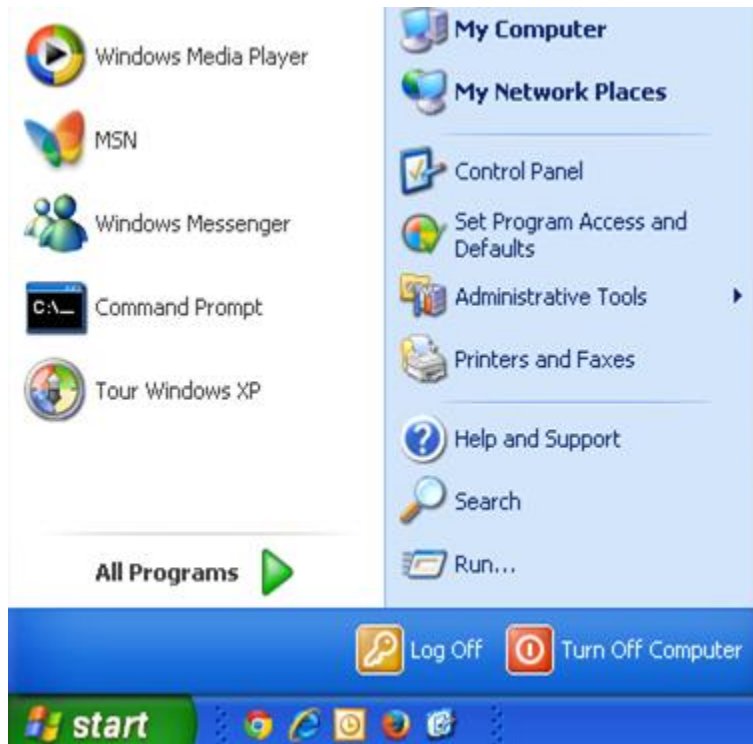 Windows Media Player
MSN
Windows Messenger
C:\_
Command Prompt
Tour Windows XP
All Programs
My Computer
My Network Places
Control Panel
Set Program Access and
Defaults
Administrative Tools
Printers and Faxes
Help and Support
Search
Run...
Log Off
Turn Off Computer
start